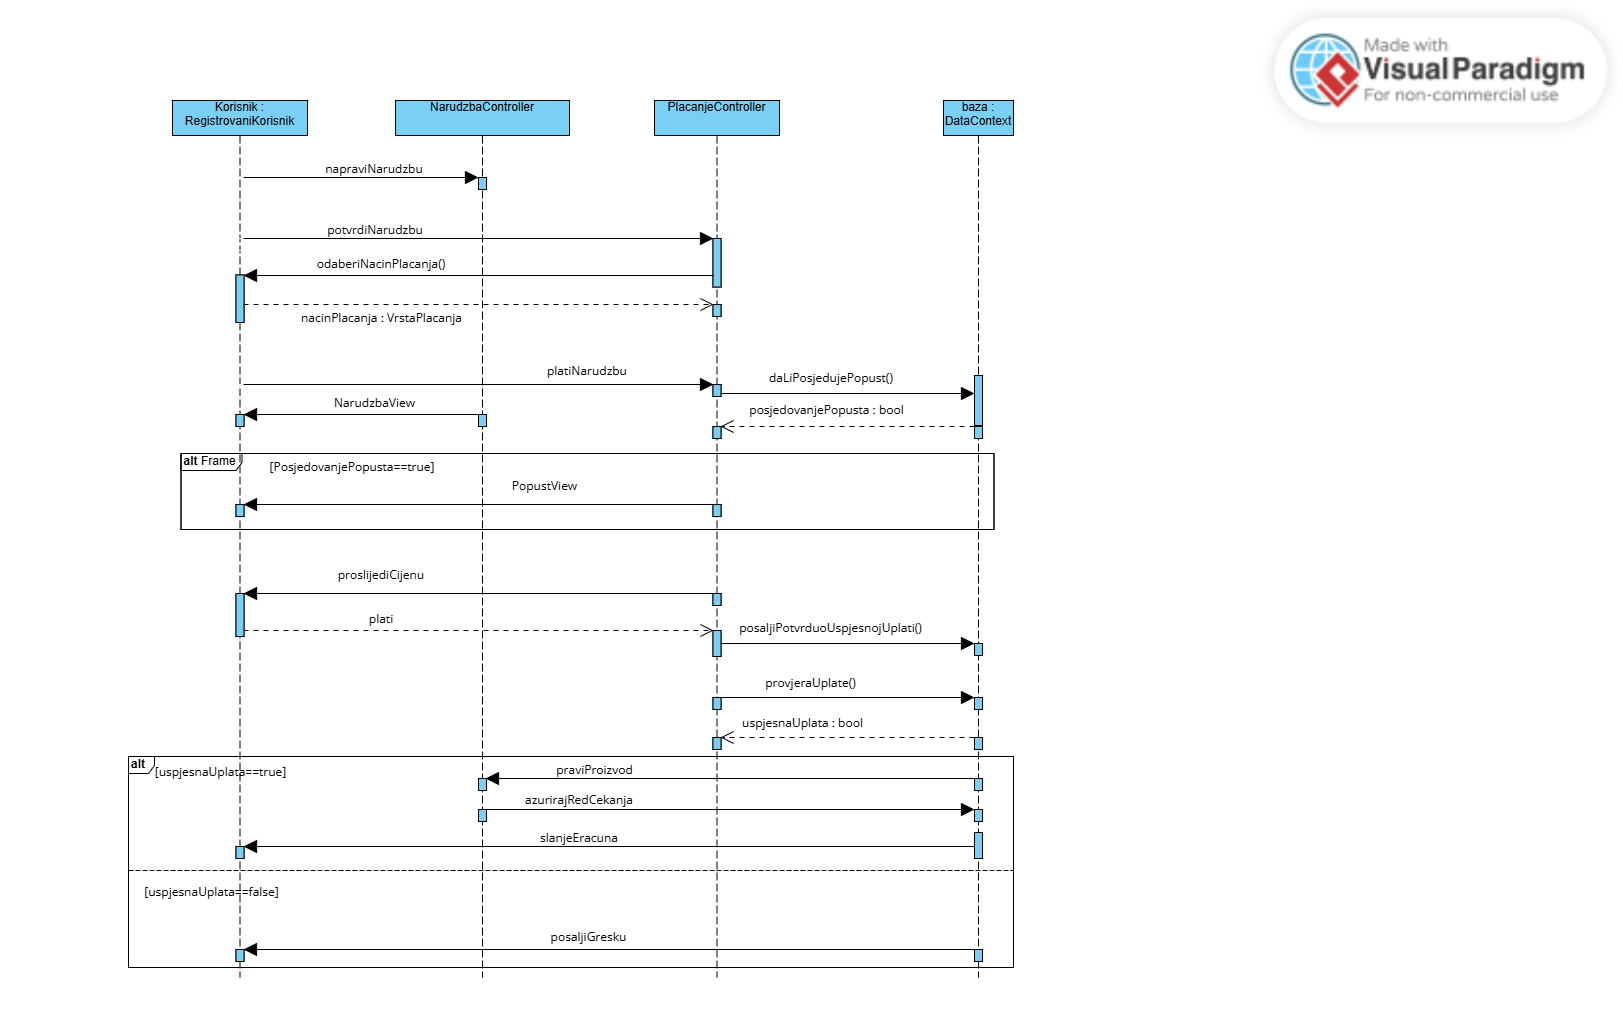 Made with
Visual Paradigm
For non-commercial use
Korisnik :
RegistrovaniKorisnik
NarudzbaController
PlacanjeController
baza :
DataContext
napraviNarudzbu
potvrdiNarudzbu
odaberiNacinPlacanja()
nacinPlacanja : VrstaPlacanja
platiNarudzbu
daLiPosjedujePopust()
NarudzbaView
posjedovanjePopusta : bool
alt Frame
[PosjedovanjePopusta==true]
PopustView
proslijediCijenu
plati
posaljiPotvrduoUspjesnojUplati()
provjeraUplate()
uspjesnaUplata : bool
alt
[uspjesnaUplata==true]
praviProizvod
azurirajRedCekanja
slanjeEracuna
[uspjesnaUplata==false]
posaljiGresku